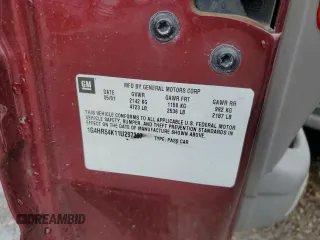 GM
MFD BY GENERAL MOTORS CORP
DATE GVWR GAWR FRT GAWR RR
05/01 2142 KG 1150 KG 992 KG
4723 LB 2536 LB 2187 LB
THIS VEHICLE CONFORMS TO ALL APPLICABLE U.S. FEDERAL
MOTOR VEHICLE SAFETY, BUMPER, AND THEFT PREVENTION STANDARDS
IN EFFECT ON THE DATE OF MANUFACTURE SHOWN ABOVE.
TYPE: PASS CAR
DREAMBID